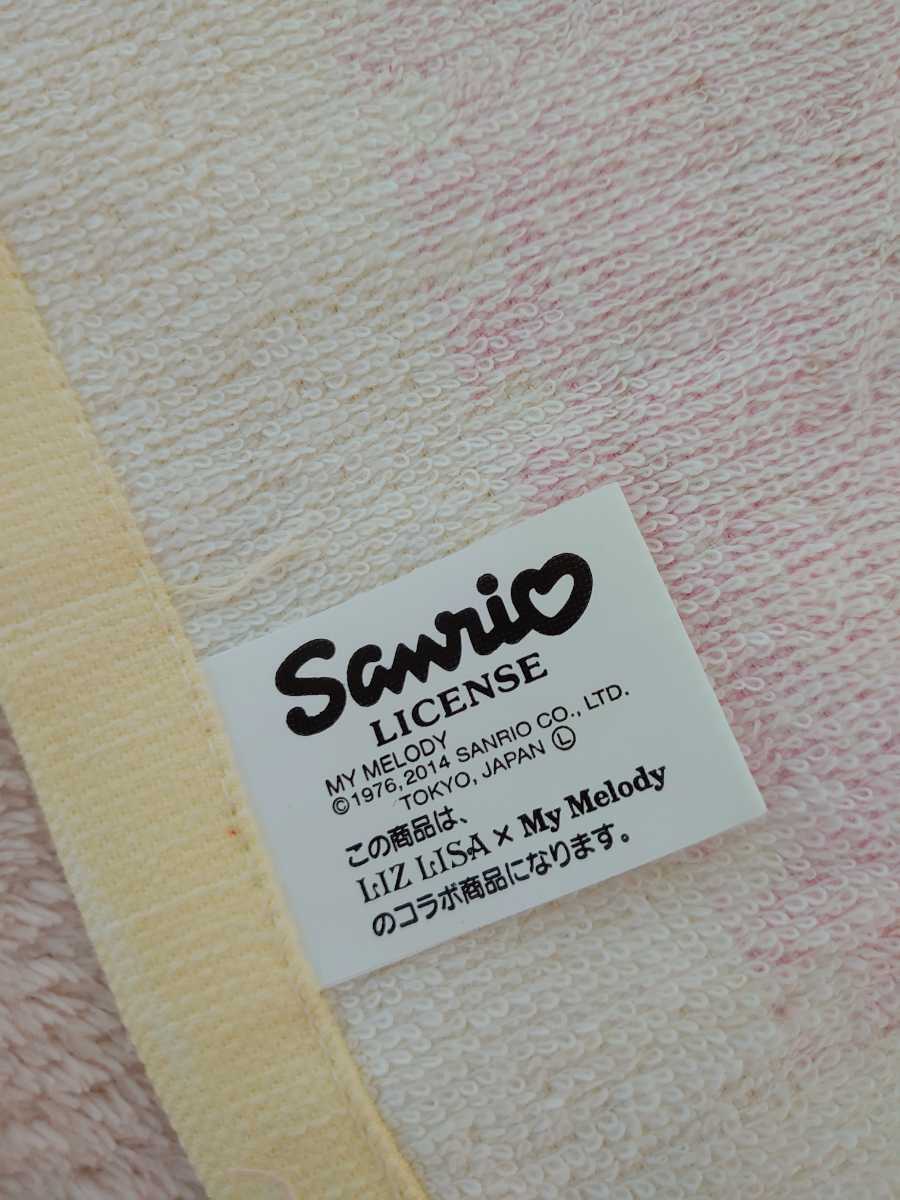 Sanrio
LICENSE
MY MELODY
©1976, 2014 SANRIO CO., LTD.
TOKYO, JAPAN Ⓛ
この商品は、
LIZ LISA × My Melody
のコラボ商品になります。